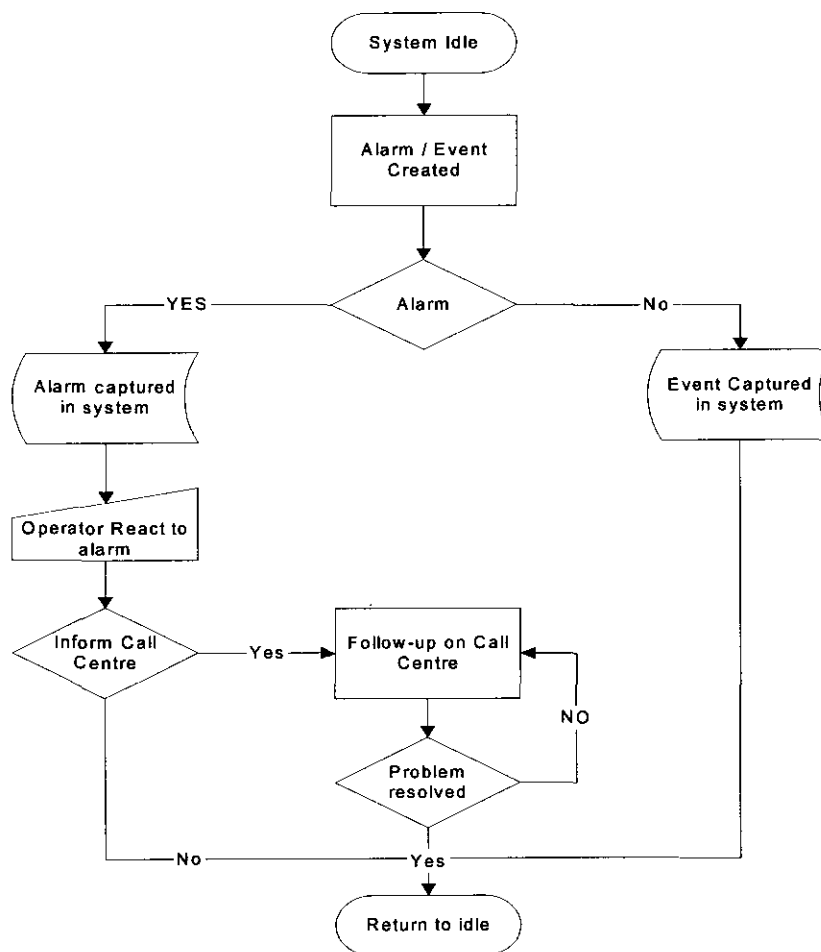 System Idle
Alarm / Event
Created
Alarm
YES
No
Alarm captured
in system
Event Captured
in system
Operator React to
alarm
Inform Call
Centre
Yes
Follow-up on Call
Centre
NO
Problem
resolved
No
Yes
Return to idle